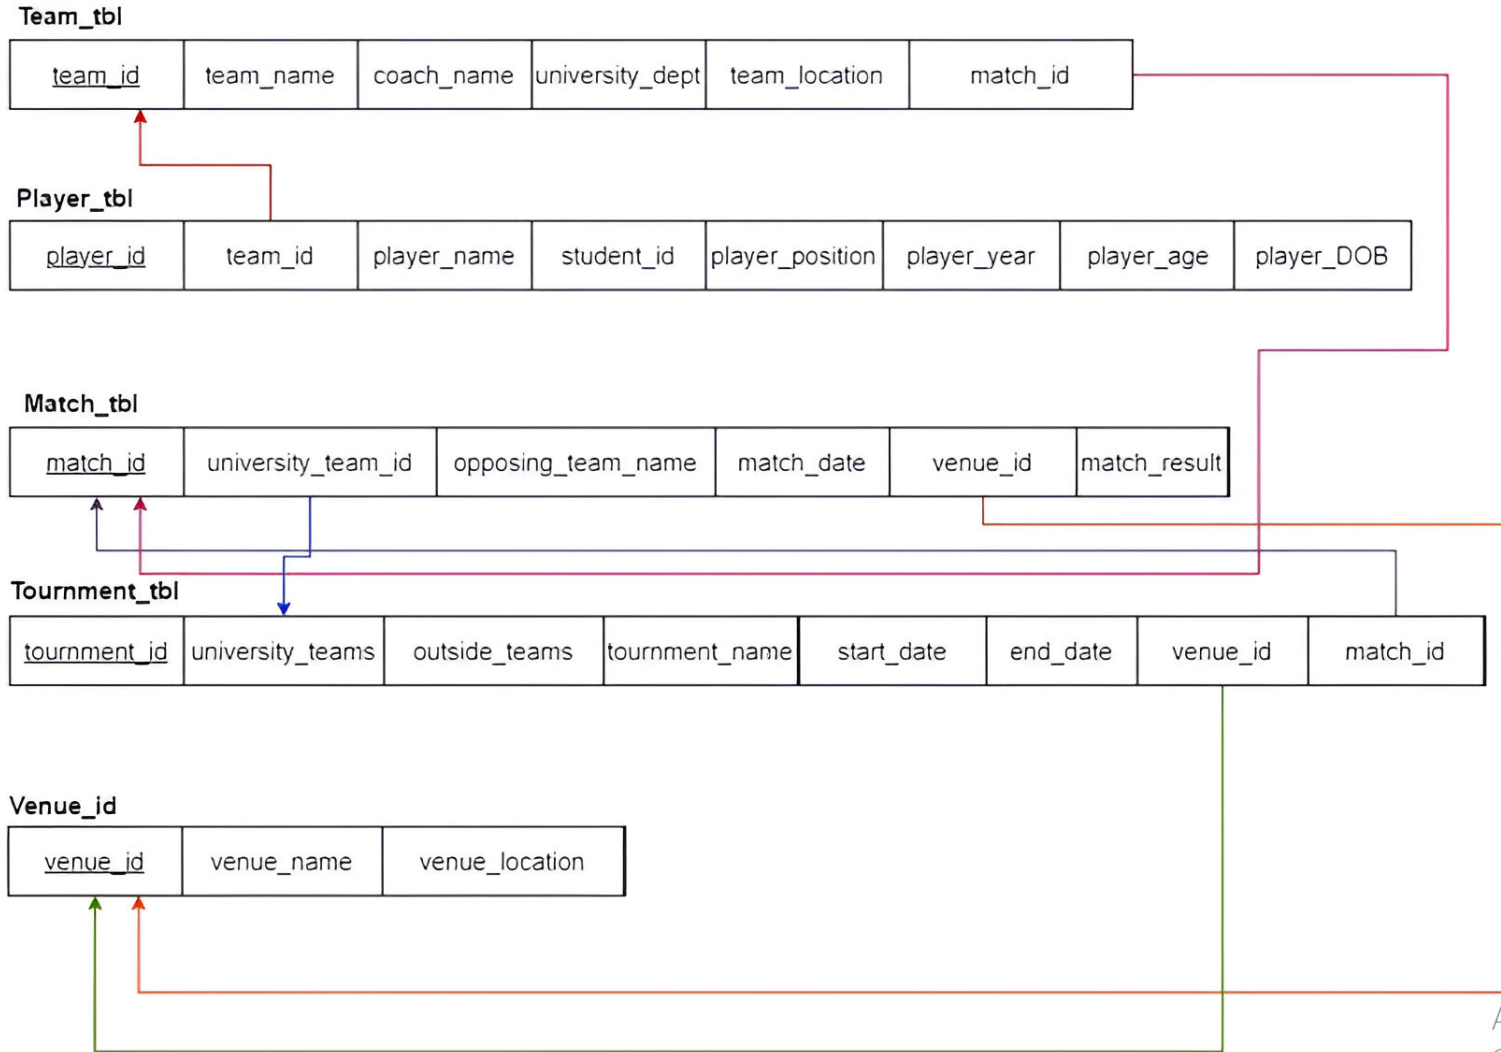 Team_tbl
team_id team_name coach_name university_dept team_location match_id
Player_tbl
player_id team_id player_name student_id player_position player_year player_age player_DOB
Match_tbl
match_id university_team_id opposing_team_name match_date venue_id match_result
Tournment_tbl
tournment_id university_teams outside_teams tournment_name start_date end_date venue_id match_id
Venue_id
venue_id venue_name venue_location